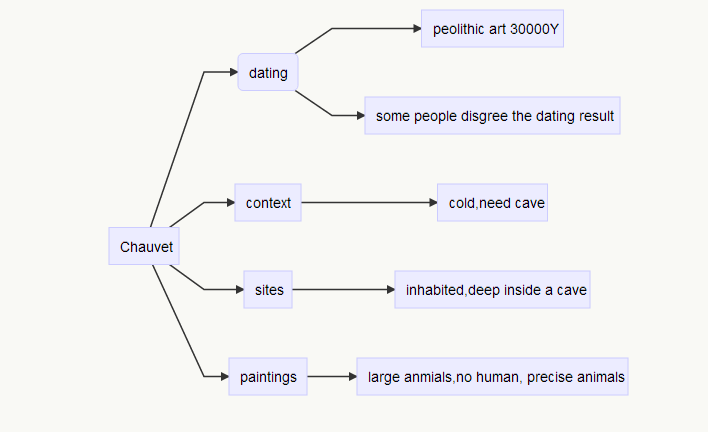 peolithic art 30000Y
dating
some people disgree the dating result
context
cold,need cave
Chauvet
sites
inhabited,deep inside a cave
paintings
large anmials,no human, precise animals